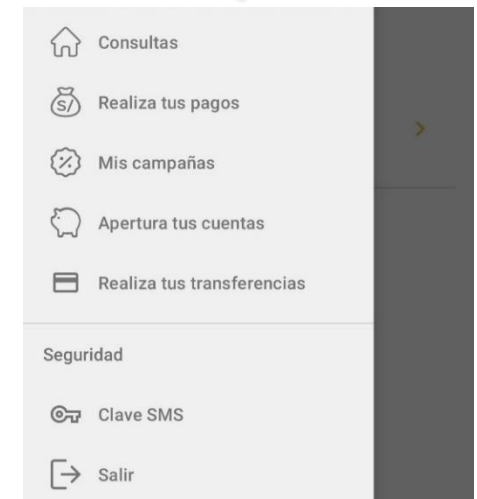 Consultas
S/
Realiza tus pagos
Mis campañas
Apertura tus cuentas
Realiza tus transferencias
Seguridad
Clave SMS
Salir